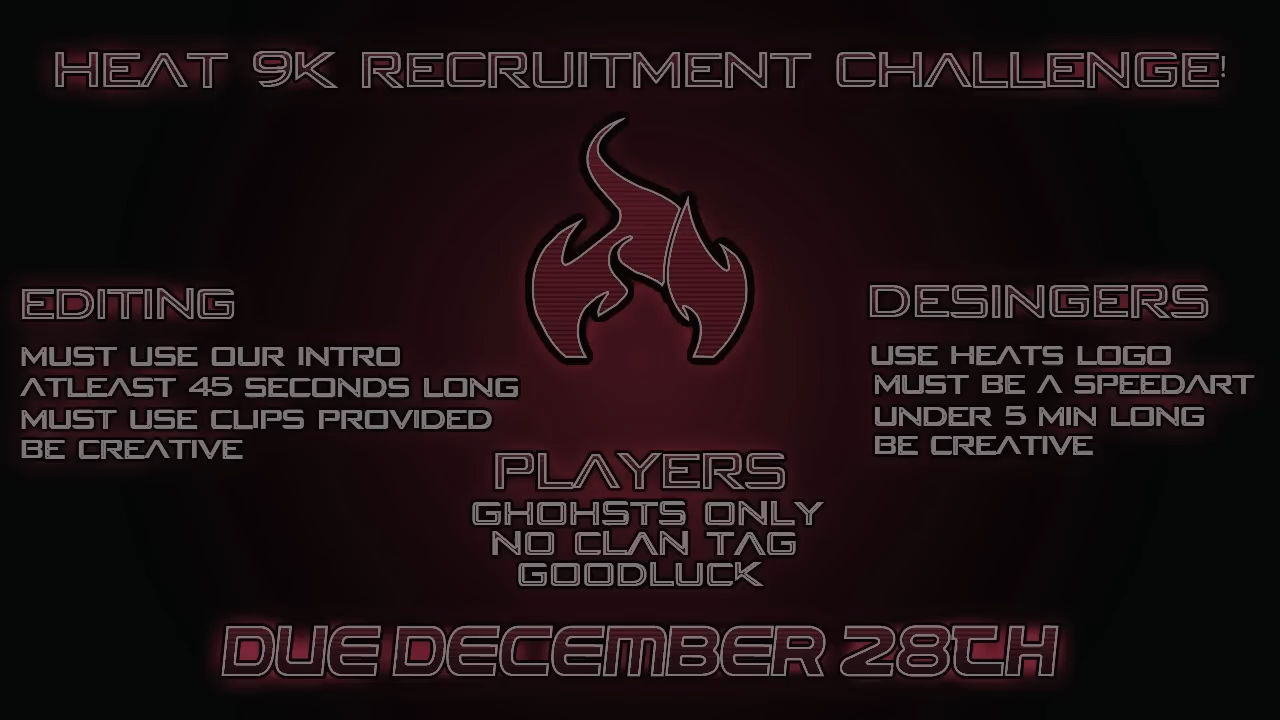 HEAT 9K RECRUITMENT CHALLENGE!
EDITING
MUST USE OUR INTRO
ATLEAST 45 SECONDS LONG
MUST USE CLIPS PROVIDED
BE CREATIVE
DESINGERS
USE HEATS LOGO
MUST BE A SPEEDART
UNDER 5 MIN LONG
BE CREATIVE
PLAYERS
GHOHSTS ONLY
NO CLAN TAG
GOODLUCK
DUE DECEMBER 28TH